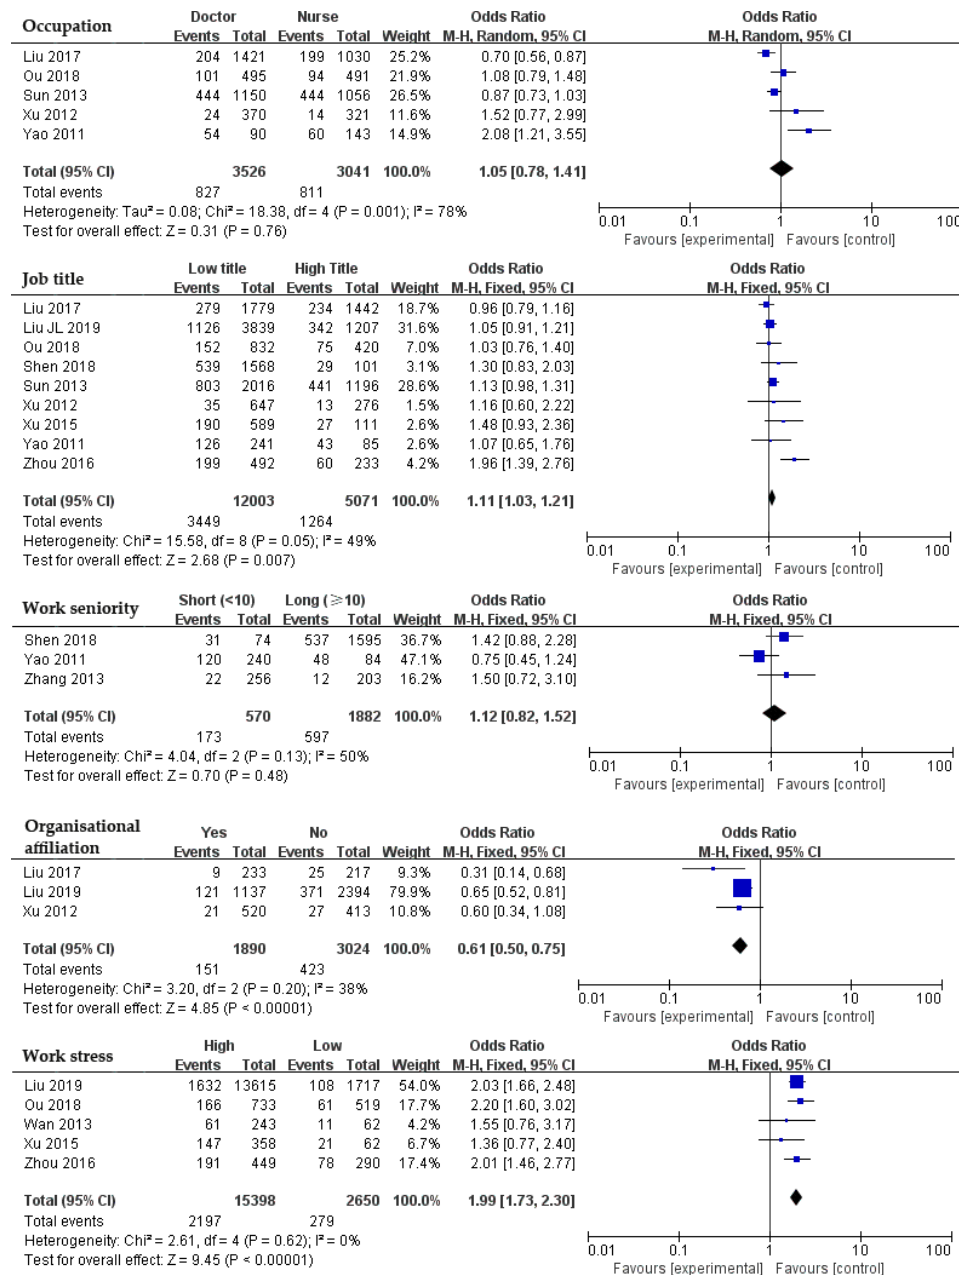 Occupation Doctor Nurse Odds Ratio Odds Ratio
Events Total Events Total Weight M-H, Random, 95% CI M-H, Random, 95% CI
Liu 2017 204 1421 199 1030 25.2% 0.70 [0.56, 0.87]
Ou 2018 101 495 94 491 21.9% 1.08 [0.79, 1.48]
Sun 2013 444 1150 444 1056 26.5% 0.87 [0.73, 1.03]
Xu 2012 24 370 14 321 11.6% 1.52 [0.77, 2.99]
Yao 2011 54 90 60 143 14.9% 2.08 [1.21, 3.55]
Total (95% CI) 3526 3041 100.0% 1.05 [0.78, 1.41]
Total events 827 811
Heterogeneity: Tau² = 0.08; Chi² = 18.38, df = 4 (P = 0.001); I² = 78%
Test for overall effect: Z = 0.31 (P = 0.76)
0.01 0.1 1 10 100
Favours [experimental] Favours [control]
Job title Low title High Title Odds Ratio Odds Ratio
Events Total Events Total Weight M-H, Fixed, 95% CI M-H, Fixed, 95% CI
Liu 2017 279 1779 234 1442 18.7% 0.96 [0.79, 1.16]
Liu JL 2019 1126 3839 342 1207 31.6% 1.05 [0.91, 1.21]
Ou 2018 152 832 75 420 7.0% 1.03 [0.76, 1.40]
Shen 2018 539 1568 29 101 3.1% 1.30 [0.83, 2.03]
Sun 2013 803 2016 441 1196 28.6% 1.13 [0.98, 1.31]
Xu 2012 35 647 13 276 1.5% 1.16 [0.60, 2.22]
Xu 2015 190 589 27 111 2.6% 1.48 [0.93, 2.36]
Yao 2011 126 241 43 85 2.6% 1.07 [0.65, 1.76]
Zhou 2016 199 492 60 233 4.2% 1.96 [1.39, 2.76]
Total (95% CI) 12003 5071 100.0% 1.11 [1.03, 1.21]
Total events 3449 1264
Heterogeneity: Chi² = 15.58, df = 8 (P = 0.05); I² = 49%
Test for overall effect: Z = 2.68 (P = 0.007)
0.01 0.1 1 10 100
Favours [experimental] Favours [control]
Work seniority Short (<10) Long (≥10) Odds Ratio Odds Ratio
Events Total Events Total Weight M-H, Fixed, 95% CI M-H, Fixed, 95% CI
Shen 2018 31 74 537 1595 36.7% 1.42 [0.88, 2.28]
Yao 2011 120 240 48 84 47.1% 0.75 [0.45, 1.24]
Zhang 2013 22 256 12 203 16.2% 1.50 [0.72, 3.10]
Total (95% CI) 570 1882 100.0% 1.12 [0.82, 1.52]
Total events 173 597
Heterogeneity: Chi² = 4.04, df = 2 (P = 0.13); I² = 50%
Test for overall effect: Z = 0.70 (P = 0.48)
0.01 0.1 1 10 100
Favours [experimental] Favours [control]
Organisational
affiliation Yes No Odds Ratio Odds Ratio
Events Total Events Total Weight M-H, Fixed, 95% CI M-H, Fixed, 95% CI
Liu 2017 9 233 25 217 9.3% 0.31 [0.14, 0.68]
Liu 2019 121 1137 371 2394 79.9% 0.65 [0.52, 0.81]
Xu 2012 21 520 27 413 10.8% 0.60 [0.34, 1.08]
Total (95% CI) 1890 3024 100.0% 0.61 [0.50, 0.75]
Total events 151 423
Heterogeneity: Chi² = 3.20, df = 2 (P = 0.20); I² = 38%
Test for overall effect: Z = 4.85 (P < 0.00001)
0.01 0.1 1 10 100
Favours [experimental] Favours [control]
Work stress High Low Odds Ratio Odds Ratio
Events Total Events Total Weight M-H, Fixed, 95% CI M-H, Fixed, 95% CI
Liu 2019 1632 13615 108 1717 54.0% 2.03 [1.66, 2.48]
Ou 2018 166 733 61 519 17.7% 2.20 [1.60, 3.02]
Wan 2013 61 243 11 62 4.2% 1.55 [0.76, 3.17]
Xu 2015 147 358 21 62 6.7% 1.36 [0.77, 2.40]
Zhou 2016 191 449 78 290 17.4% 2.01 [1.46, 2.77]
Total (95% CI) 15398 2650 100.0% 1.99 [1.73, 2.30]
Total events 2197 279
Heterogeneity: Chi² = 2.61, df = 4 (P = 0.62); I² = 0%
Test for overall effect: Z = 9.45 (P < 0.00001)
0.01 0.1 1 10 100
Favours [experimental] Favours [control]